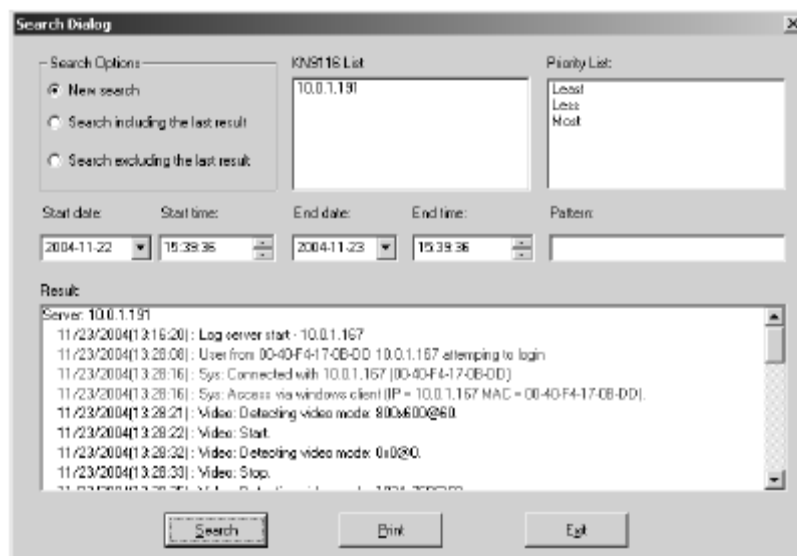 Search Dialog
Search Options
New search
Search including the last result
Search excluding the last result
KN9116 List
10.0.1.191
Priority List:
Least
Less
Most
Start date:
Start time:
End date:
End time:
Pattern:
2004-11-22
15:39:36
2004-11-23
15:39:36
Result
Server: 10.0.1.191
11/23/2004(13:16:20) : Log server start - 10.0.1.167
11/23/2004(13:28:08) : User from 00-40-F4-17-0B-DD 10.0.1.167 attemping to login
11/23/2004(13:28:16) : Sys: Connected with 10.0.1.167 (00-40-F4-17-0B-DD)
11/23/2004(13:28:16) : Sys: Access via windows client (IP = 10.0.1.167 MAC = 00-40-F4-17-0B-DD).
11/23/2004(13:28:21) : Video: Detecting video mode: 800x600@60.
11/23/2004(13:28:22) : Video: Start.
11/23/2004(13:28:32) : Video: Detecting video mode: 0x0@0.
11/23/2004(13:28:33) : Video: Stop.
Search
Print
Exit